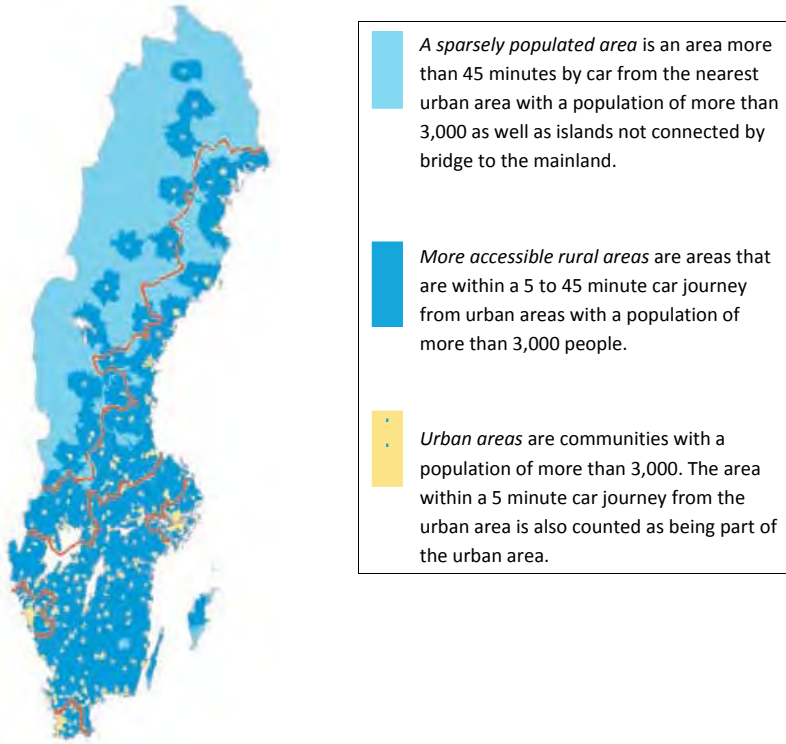 A sparsely populated area is an area more
than 45 minutes by car from the nearest
urban area with a population of more than
3,000 as well as islands not connected by
bridge to the mainland.
More accessible rural areas are areas that
are within a 5 to 45 minute car journey
from urban areas with a population of
more than 3,000 people.
Urban areas are communities with a
population of more than 3,000. The area
within a 5 minute car journey from the
urban area is also counted as being part of
the urban area.